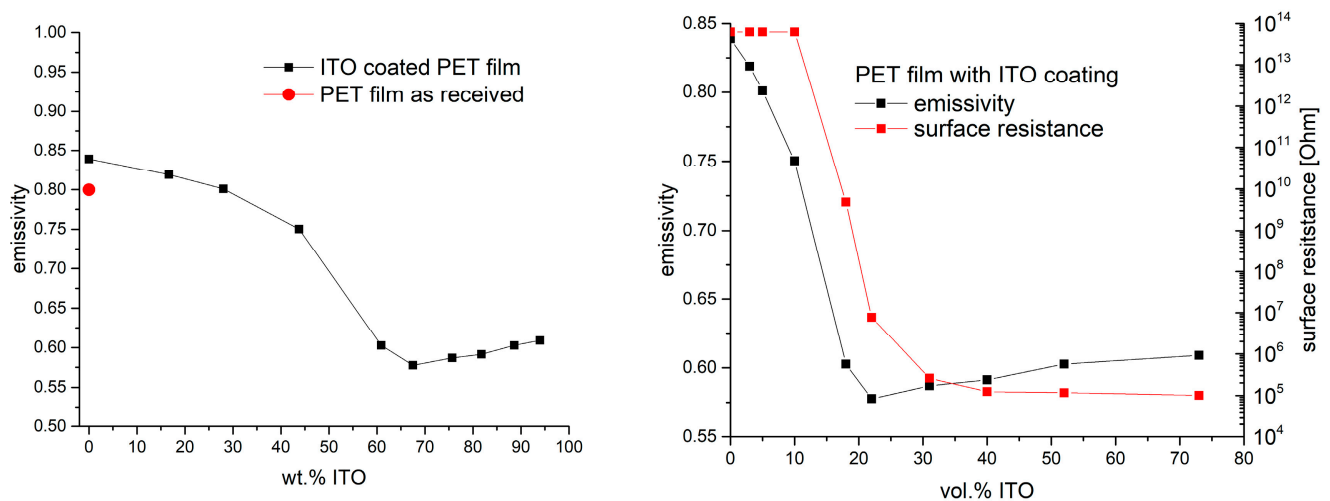 1.00
0.95
0.90
0.85
0.80
0.75
0.70
0.65
0.60
0.55
0.50
emissivity
ITO coated PET film
PET film as received
0 10 20 30 40 50 60 70 80 90 100
wt.% ITO
0.85
0.80
0.75
0.70
0.65
0.60
0.55
emissivity
PET film with ITO coating
emissivity
surface resistance
10^14
10^13
10^12
10^11
10^10
10^9
10^8
10^7
10^6
10^5
10^4
surface resitstance [Ohm]
0 10 20 30 40 50 60 70 80
vol.% ITO